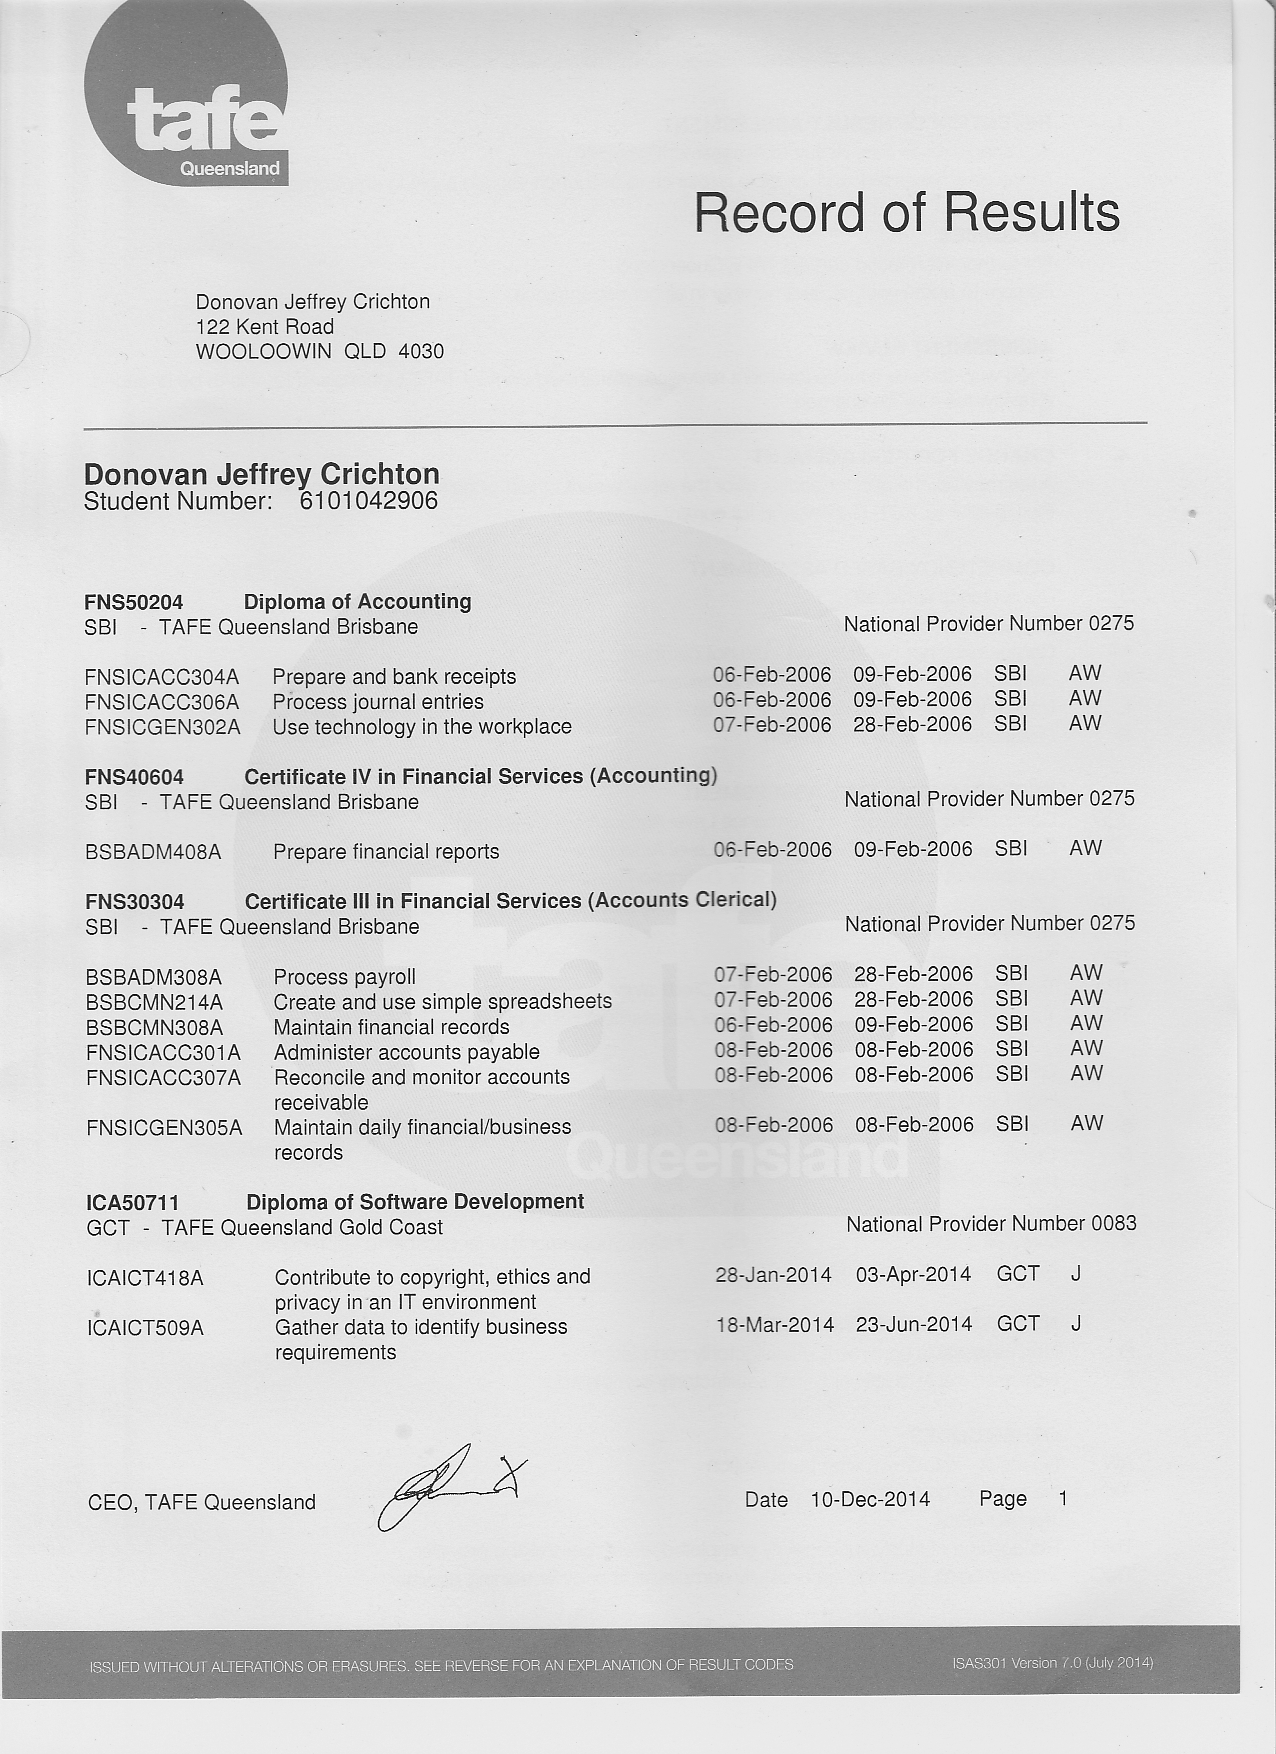 tafe
Queensland
Record of Results
Donovan Jeffrey Crichton
122 Kent Road
WOOLOOWIN QLD 4030
Donovan Jeffrey Crichton
Student Number: 6101042906
FNS50204 Diploma of Accounting
SBI - TAFE Queensland Brisbane National Provider Number 0275
FNSICACC304A Prepare and bank receipts 06-Feb-2006 09-Feb-2006 SBI AW
FNSICACC306A Process journal entries 06-Feb-2006 09-Feb-2006 SBI AW
FNSICGEN302A Use technology in the workplace 07-Feb-2006 28-Feb-2006 SBI AW
FNS40604 Certificate IV in Financial Services (Accounting)
SBI - TAFE Queensland Brisbane National Provider Number 0275
BSBADM408A Prepare financial reports 06-Feb-2006 09-Feb-2006 SBI AW
FNS30304 Certificate III in Financial Services (Accounts Clerical)
SBI - TAFE Queensland Brisbane National Provider Number 0275
BSBADM308A Process payroll 07-Feb-2006 28-Feb-2006 SBI AW
BSBCMN214A Create and use simple spreadsheets 07-Feb-2006 28-Feb-2006 SBI AW
BSBCMN308A Maintain financial records 06-Feb-2006 09-Feb-2006 SBI AW
FNSICACC301A Administer accounts payable 08-Feb-2006 08-Feb-2006 SBI AW
FNSICACC307A Reconcile and monitor accounts 08-Feb-2006 08-Feb-2006 SBI AW
receivable
FNSICGEN305A Maintain daily financial/business 08-Feb-2006 08-Feb-2006 SBI AW
records
tafe
Queensland
ICA50711 Diploma of Software Development
GCT - TAFE Queensland Gold Coast National Provider Number 0083
ICAICT418A Contribute to copyright, ethics and 28-Jan-2014 03-Apr-2014 GCT J
privacy in an IT environment
ICAICT509A Gather data to identify business 18-Mar-2014 23-Jun-2014 GCT J
requirements
CEO, TAFE Queensland Date 10-Dec-2014 Page 1
ISSUED WITHOUT ALTERATIONS OR ERASURES. SEE REVERSE FOR AN EXPLANATION OF RESULT CODES ISAS301 Version 7.0 (July 2014)